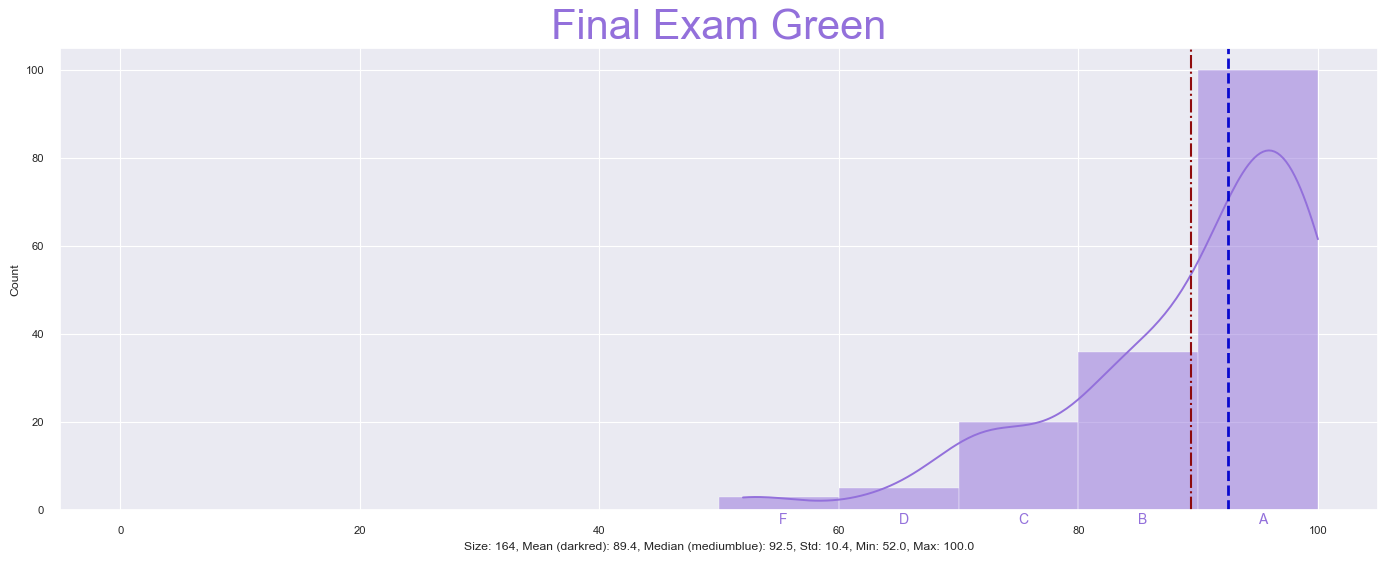 Final Exam Green
100
80
60
40
20
0
Count
F D C B A
0 20 40 60 80 100
Size: 164, Mean (darkred): 89.4, Median (mediumblue): 92.5, Std: 10.4, Min: 52.0, Max: 100.0